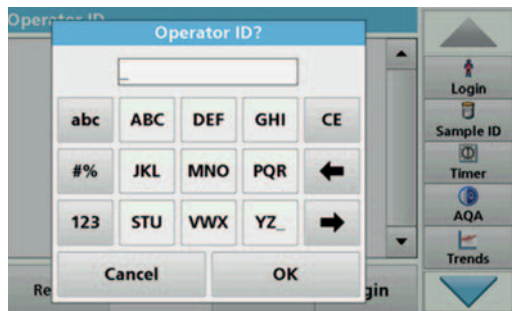 Operator ID
Operator ID?
_
abc ABC DEF GHI CE
#% JKL MNO PQR
123 STU VWX YZ_
Cancel OK
Login
Sample ID
Timer
AQA
Trends